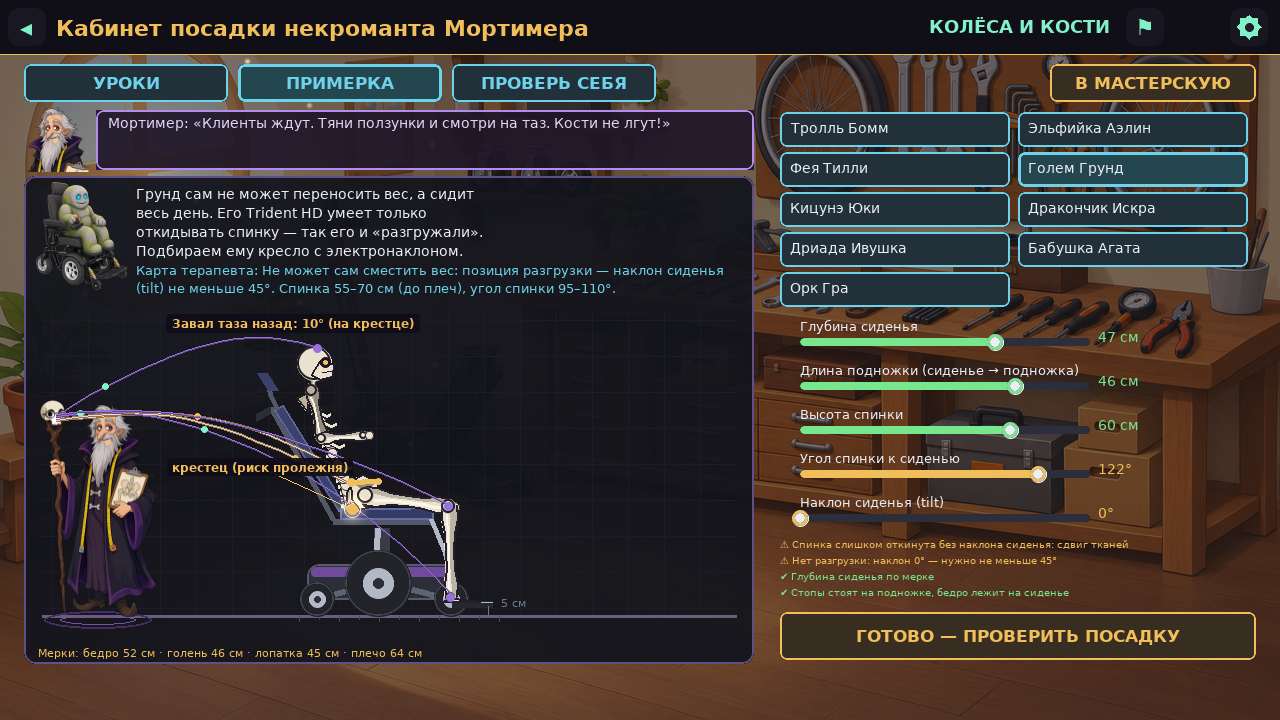 Кабинет посадки некроманта Мортимера
КОЛЁСА И КОСТИ
УРОКИ
ПРИМЕРКА
ПРОВЕРЬ СЕБЯ
В МАСТЕРСКУЮ
Мортимер: «Клиенты ждут. Тяни ползунки и смотри на таз. Кости не лгут!»
Грунд сам не может переносить вес, а сидит
весь день. Его Trident HD умеет только
откидывать спинку — так его и «разгружали».
Подбираем ему кресло с электронаклоном.
Карта терапевта: Не может сам сместить вес: позиция разгрузки — наклон сиденья
(tilt) не меньше 45°. Спинка 55–70 см (до плеч), угол спинки 95–110°.
Завал таза назад: 10° (на крестце)
крестец (риск пролежня)
5 см
Мерки: бедро 52 см · голень 46 см · лопатка 45 см · плечо 64 см
Тролль Бомм
Эльфийка Аэлин
Фея Тилли
Голем Грунд
Кицунэ Юки
Дракончик Искра
Дриада Ивушка
Бабушка Агата
Орк Гра
Глубина сиденья
47 см
Длина подножки (сиденье → подножка)
46 см
Высота спинки
60 см
Угол спинки к сиденью
122°
Наклон сиденья (tilt)
0°
⚠ Спинка слишком откинута без наклона сиденья: сдвиг тканей
⚠ Нет разгрузки: наклон 0° — нужно не меньше 45°
✔ Глубина сиденья по мерке
✔ Стопы стоят на подножке, бедро лежит на сиденье
ГОТОВО — ПРОВЕРИТЬ ПОСАДКУ